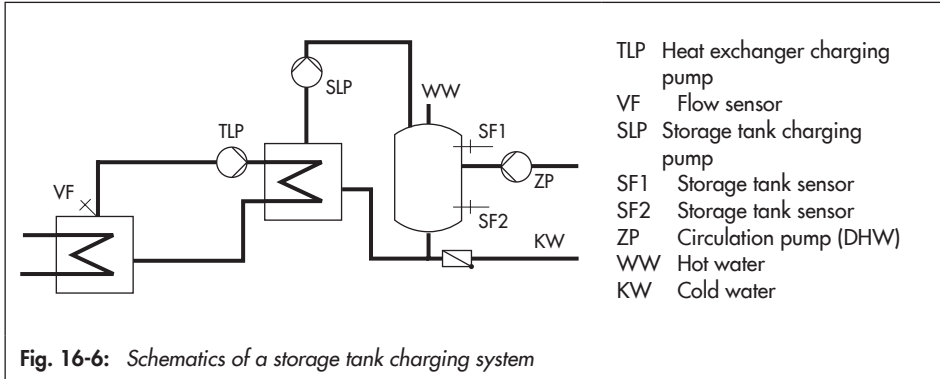 SLP
WW
TLP
SF1
ZP
VF
SF2
KW
TLP Heat exchanger charging
pump
VF Flow sensor
SLP Storage tank charging
pump
SF1 Storage tank sensor
SF2 Storage tank sensor
ZP Circulation pump (DHW)
WW Hot water
KW Cold water
Fig. 16-6: Schematics of a storage tank charging system